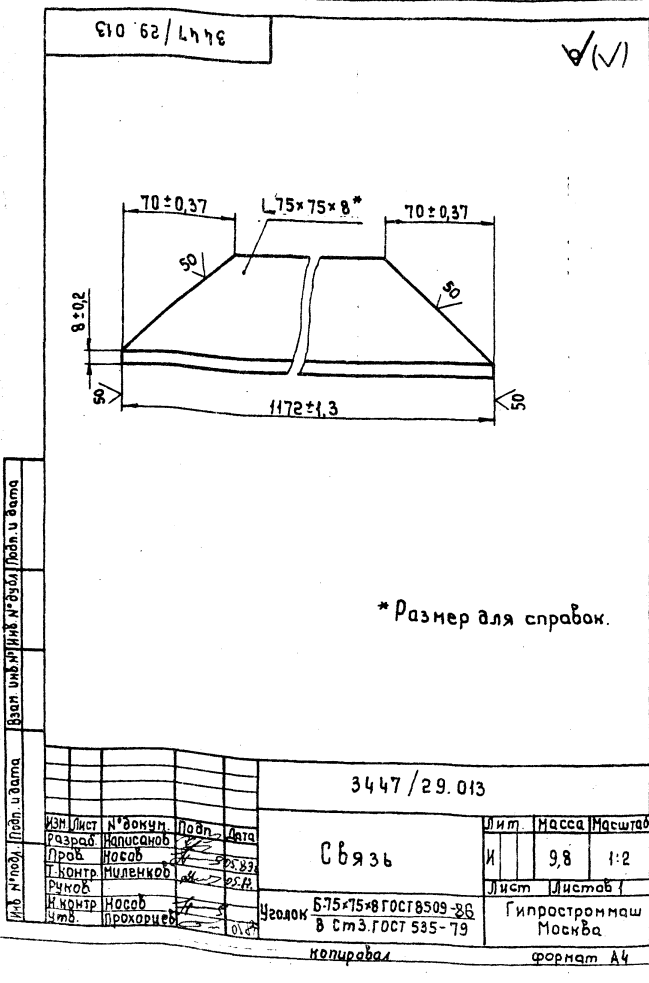 3447/29.013
√(√)
70±0,37
L 75×75×8*
70±0,37
50
50
8±0,2
50
50
1172±1,3
*Размер для справок.
Подп. и дата
Инв. № дубл.
Взам. инв. №
Подп. и дата
Инв. № подл.
3447/29.013
Изм Лист № докум. Подп. Дата
Разраб. Написанов
Пров. Носов
Т.контр. Миленков
Руков.
Н.контр. Носов
Утв. Прохорцев
Связь
Лит. Масса Масштаб
И 9,8 1:2
Лист Листов 1
Уголок Б-75×75×8 ГОСТ 8509-86
В Ст3. ГОСТ 535-79
Гипростроммаш
Москва
Копировал
Формат А4